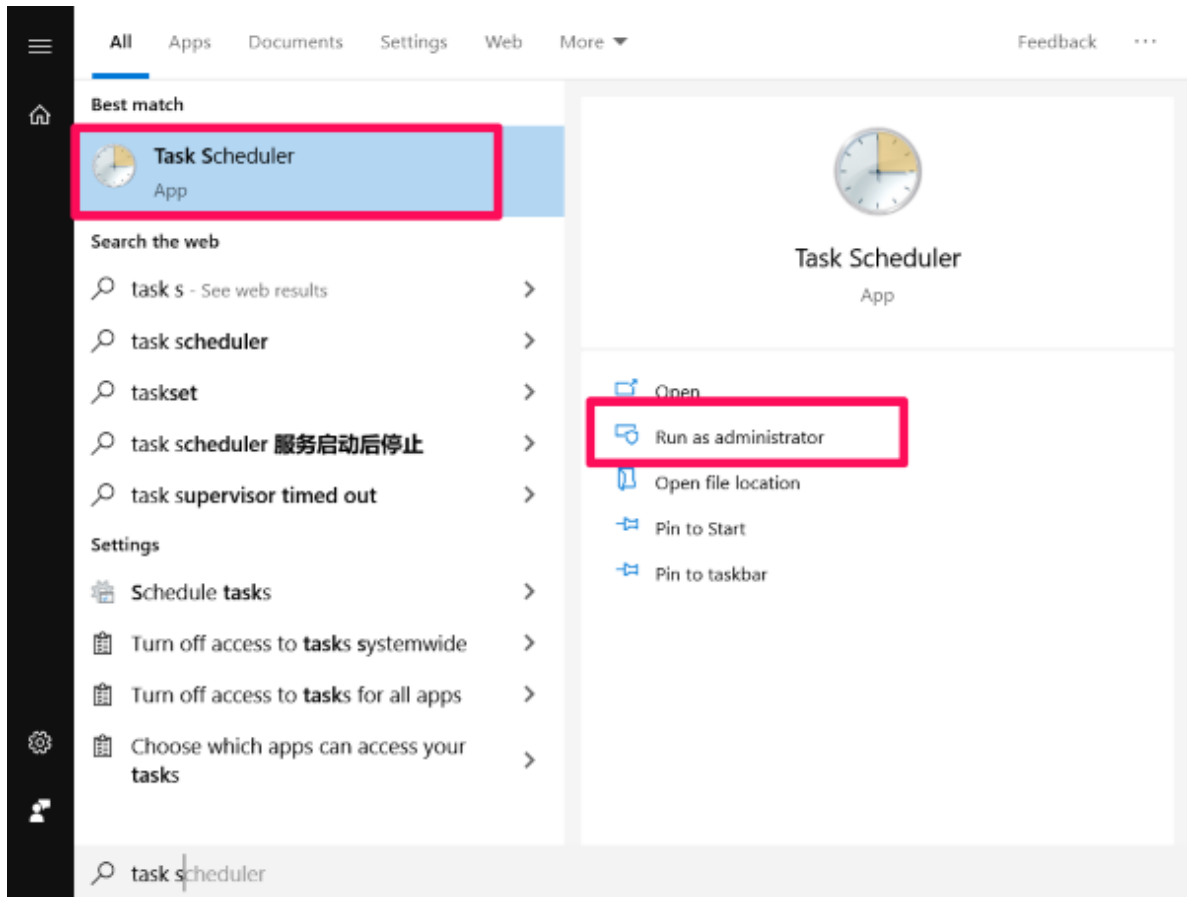 All Apps Documents Settings Web More Feedback ...
Best match
Task Scheduler
App
Search the web
task s - See web results
task scheduler
taskset
task scheduler 服务启动后停止
task supervisor timed out
Settings
Schedule tasks
Turn off access to tasks systemwide
Turn off access to tasks for all apps
Choose which apps can access your
tasks
Task Scheduler
App
Open
Run as administrator
Open file location
Pin to Start
Pin to taskbar
task scheduler